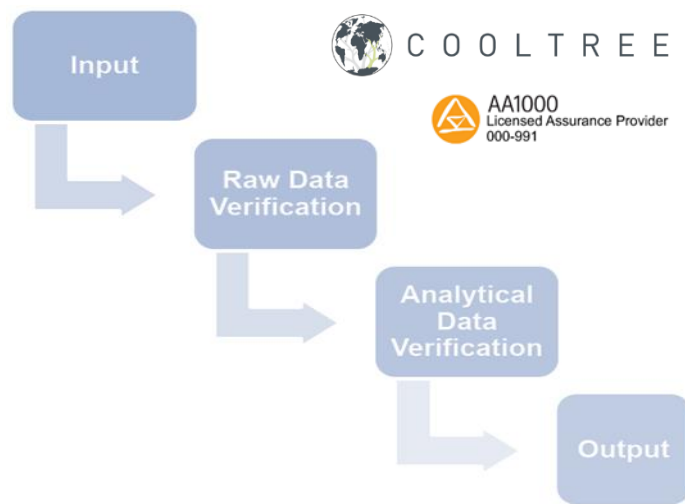 Input
COOLTREE
AA1000
Licensed Assurance Provider
000-991
Raw Data
Verification
Analytical
Data
Verification
Output